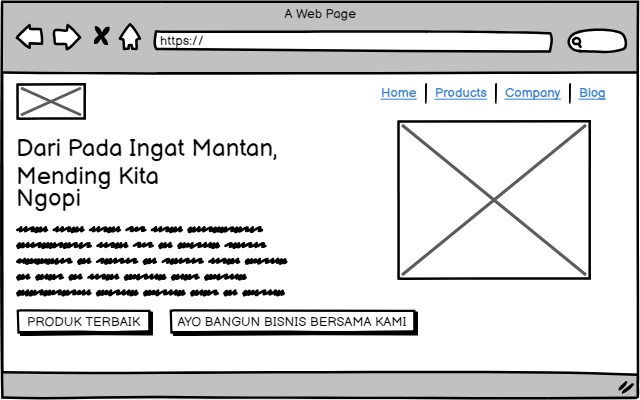 A Web Page
https://
Home Products Company Blog
Dari Pada Ingat Mantan,
Mending Kita
Ngopi
PRODUK TERBAIK AYO BANGUN BISNIS BERSAMA KAMI